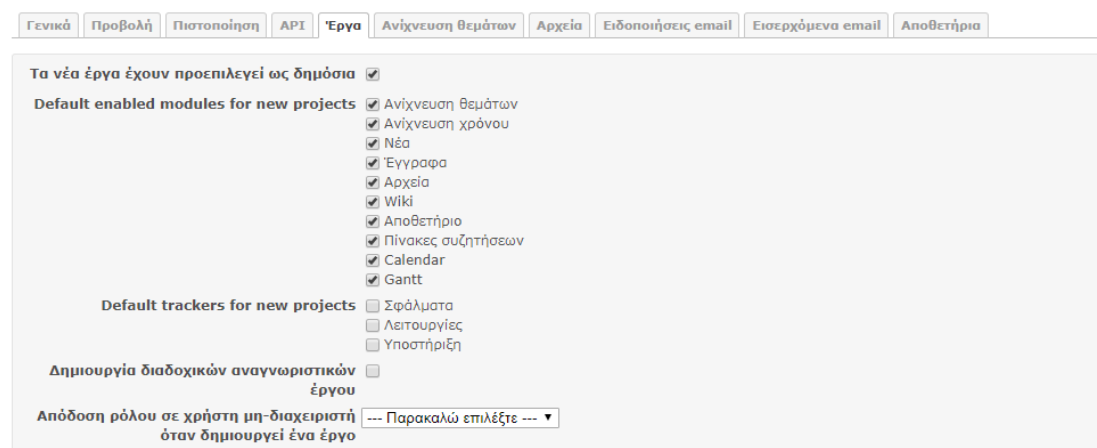 Γενικά Προβολή Πιστοποίηση API Έργα Ανίχνευση θεμάτων Αρχεία Ειδοποιήσεις email Εισερχόμενα email Αποθετήρια
Τα νέα έργα έχουν προεπιλεγεί ως δημόσια
Default enabled modules for new projects Ανίχνευση θεμάτων
Ανίχνευση χρόνου
Νέα
Έγγραφα
Αρχεία
Wiki
Αποθετήριο
Πίνακες συζητήσεων
Calendar
Gantt
Default trackers for new projects Σφάλματα
Λειτουργίες
Υποστήριξη
Δημιουργία διαδοχικών αναγνωριστικών
έργου
Απόδοση ρόλου σε χρήστη μη-διαχειριστή --- Παρακαλώ επιλέξτε ---
όταν δημιουργεί ένα έργο